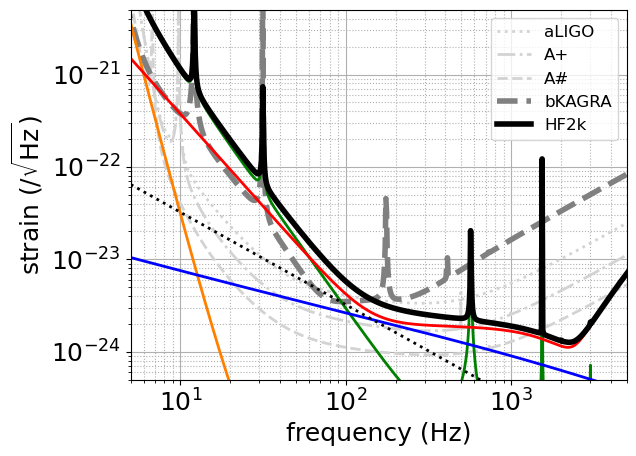 aLIGO
A+
A#
bKAGRA
HF2k
strain (/√Hz)
10⁻²¹
10⁻²²
10⁻²³
10⁻²⁴
10¹
10²
10³
frequency (Hz)